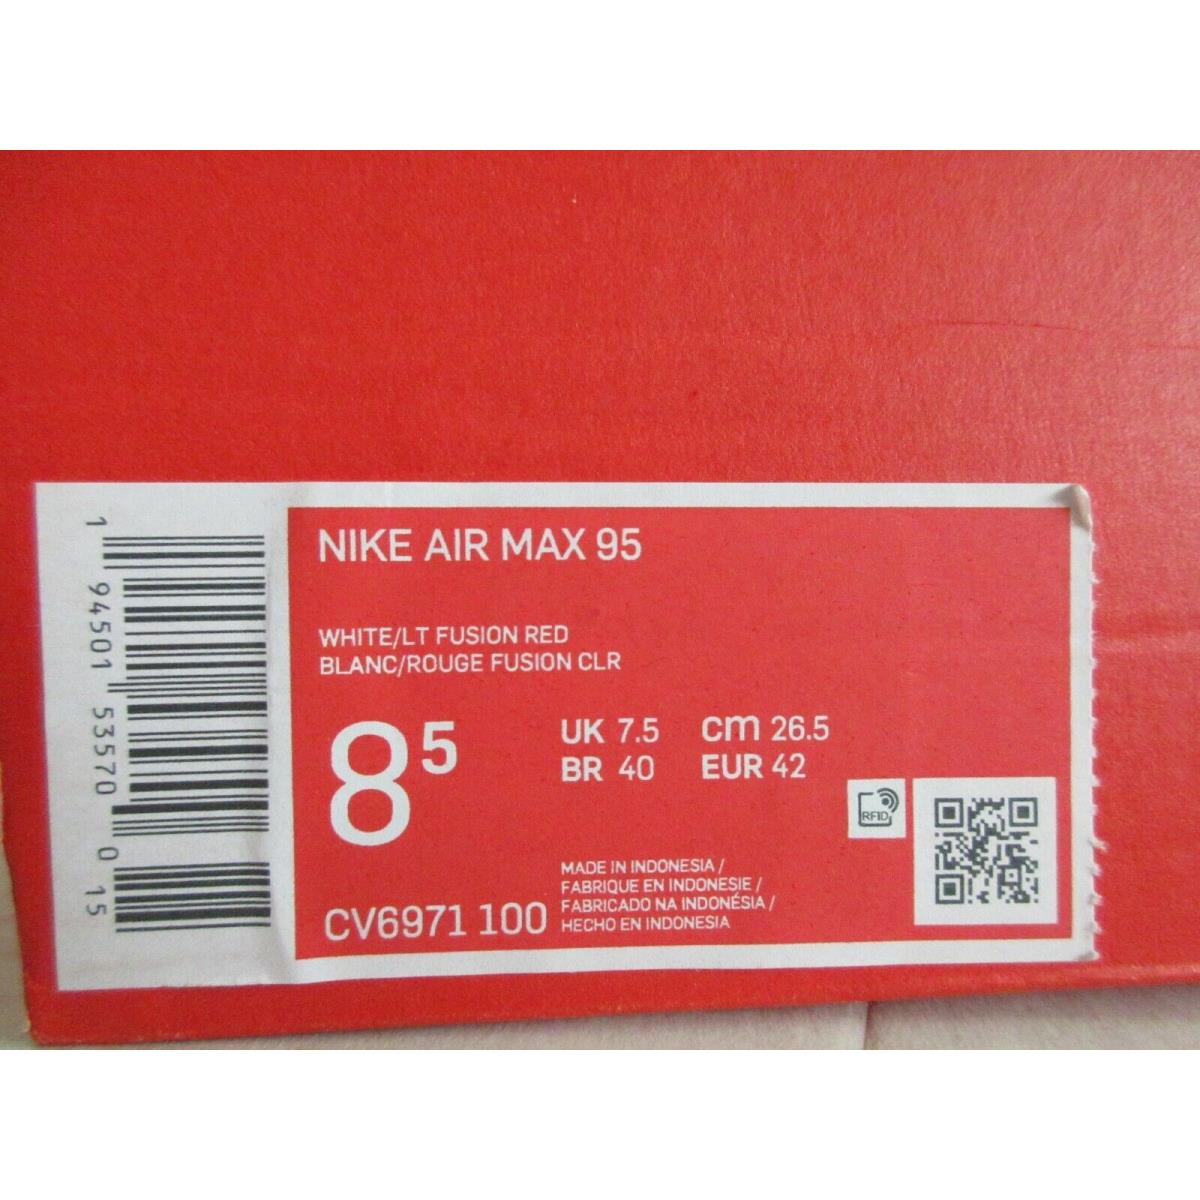 NIKE AIR MAX 95
WHITE/LT FUSION RED
BLANC/ROUGE FUSION CLR
8 5
UK 7.5 cm 26.5
BR 40 EUR 42
RFID
MADE IN INDONESIA /
FABRIQUE EN INDONESIE /
FABRICADO NA INDONÉSIA /
HECHO EN INDONESIA
CV6971 100
1 94501 53570 0 15